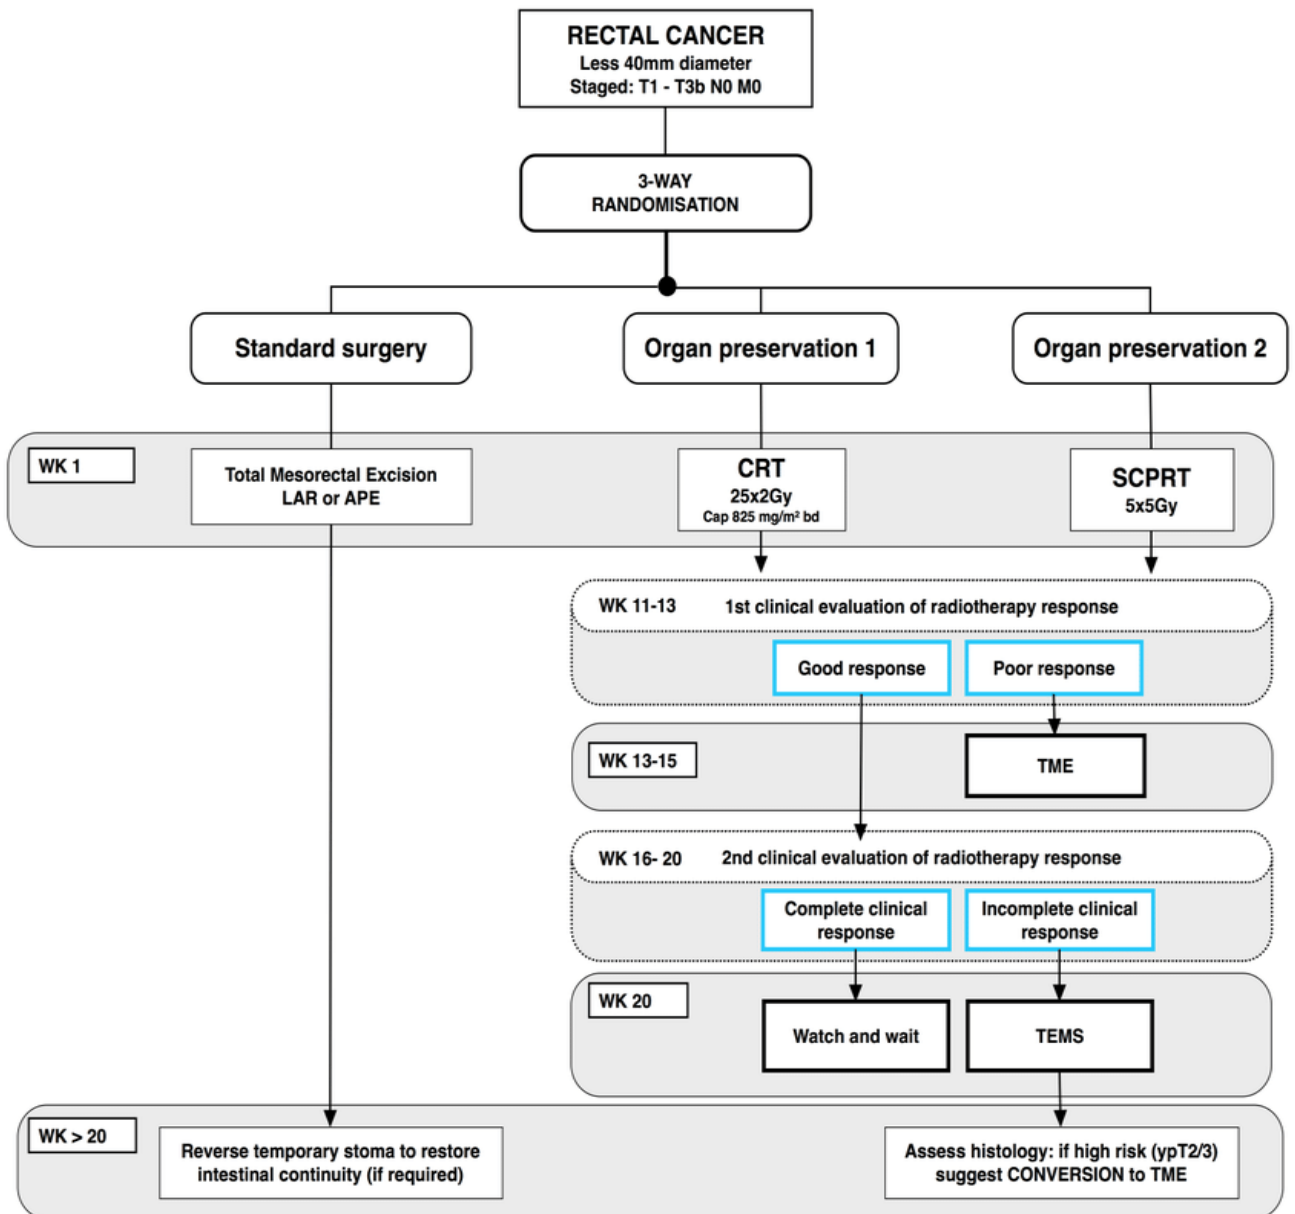 RECTAL CANCER
Less 40mm diameter
Staged: T1 - T3b N0 M0
3-WAY
RANDOMISATION
Standard surgery
Organ preservation 1
Organ preservation 2
WK 1
Total Mesorectal Excision
LAR or APE
CRT
25x2Gy
Cap 825 mg/m² bd
SCPRT
5x5Gy
WK 11-13
1st clinical evaluation of radiotherapy response
Good response
Poor response
WK 13-15
TME
WK 16- 20
2nd clinical evaluation of radiotherapy response
Complete clinical
response
Incomplete clinical
response
WK 20
Watch and wait
TEMS
WK > 20
Reverse temporary stoma to restore
intestinal continuity (if required)
Assess histology: if high risk (ypT2/3)
suggest CONVERSION to TME